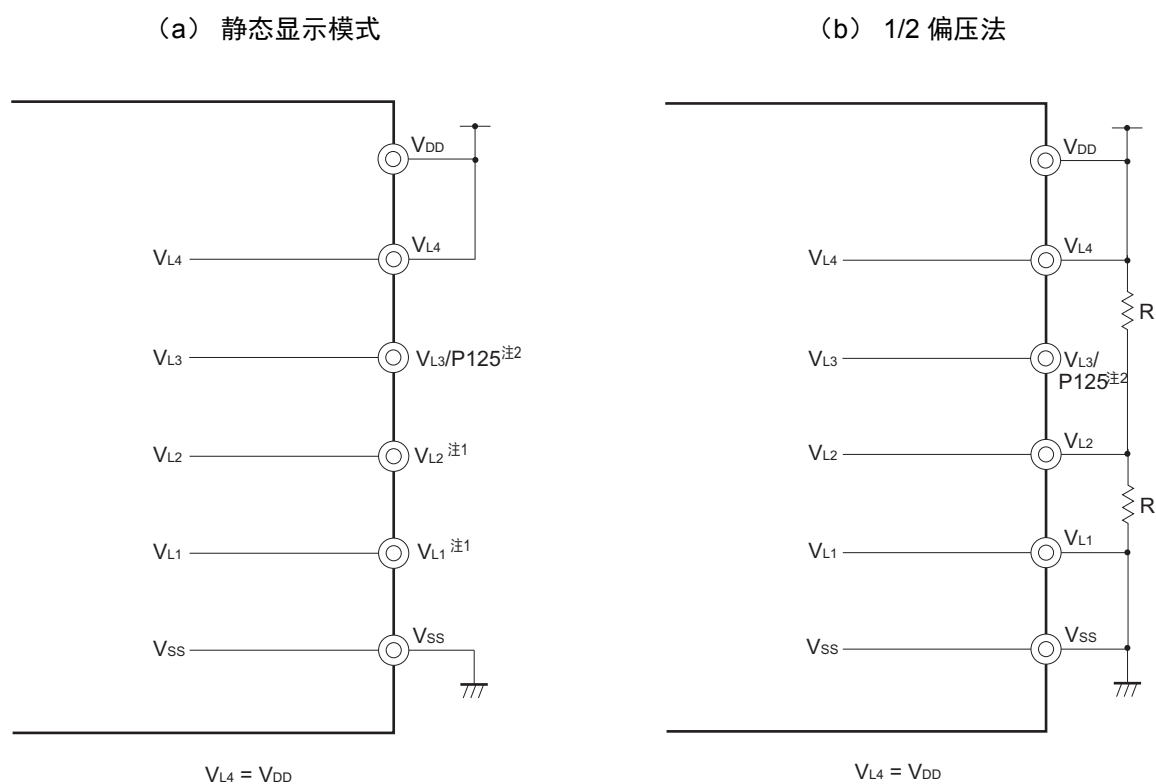 （a） 静态显示模式
VDD
VL4
VL4
VL3
VL3/P125注2
VL2
VL2 注1
VL1
VL1 注1
VSS
VSS
VL4 = VDD
（b） 1/2 偏压法
VDD
VL4
VL4
R
VL3
VL3/
P125注2
VL2
VL2
R
VL1
VL1
VSS
VSS
VL4 = VDD